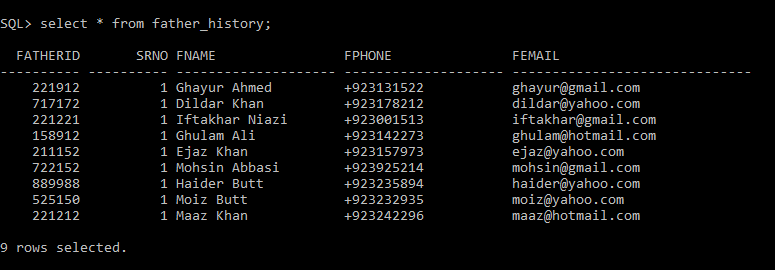 SQL> select * from father_history;
FATHERID SRNO FNAME FPHONE FEMAIL
---------- ---------- -------------------- -------------------- ------------------------------
221912 1 Ghayur Ahmed +923131522 ghayur@gmail.com
717172 1 Dildar Khan +923178212 dildar@yahoo.com
221221 1 Iftakhar Niazi +923001513 iftakhar@gmail.com
158912 1 Ghulam Ali +923142273 ghulam@hotmail.com
211152 1 Ejaz Khan +923157973 ejaz@yahoo.com
722152 1 Mohsin Abbasi +923925214 mohsin@gmail.com
889988 1 Haider Butt +923235894 haider@yahoo.com
525150 1 Moiz Butt +923232935 moiz@yahoo.com
221212 1 Maaz Khan +923242296 maaz@hotmail.com
9 rows selected.